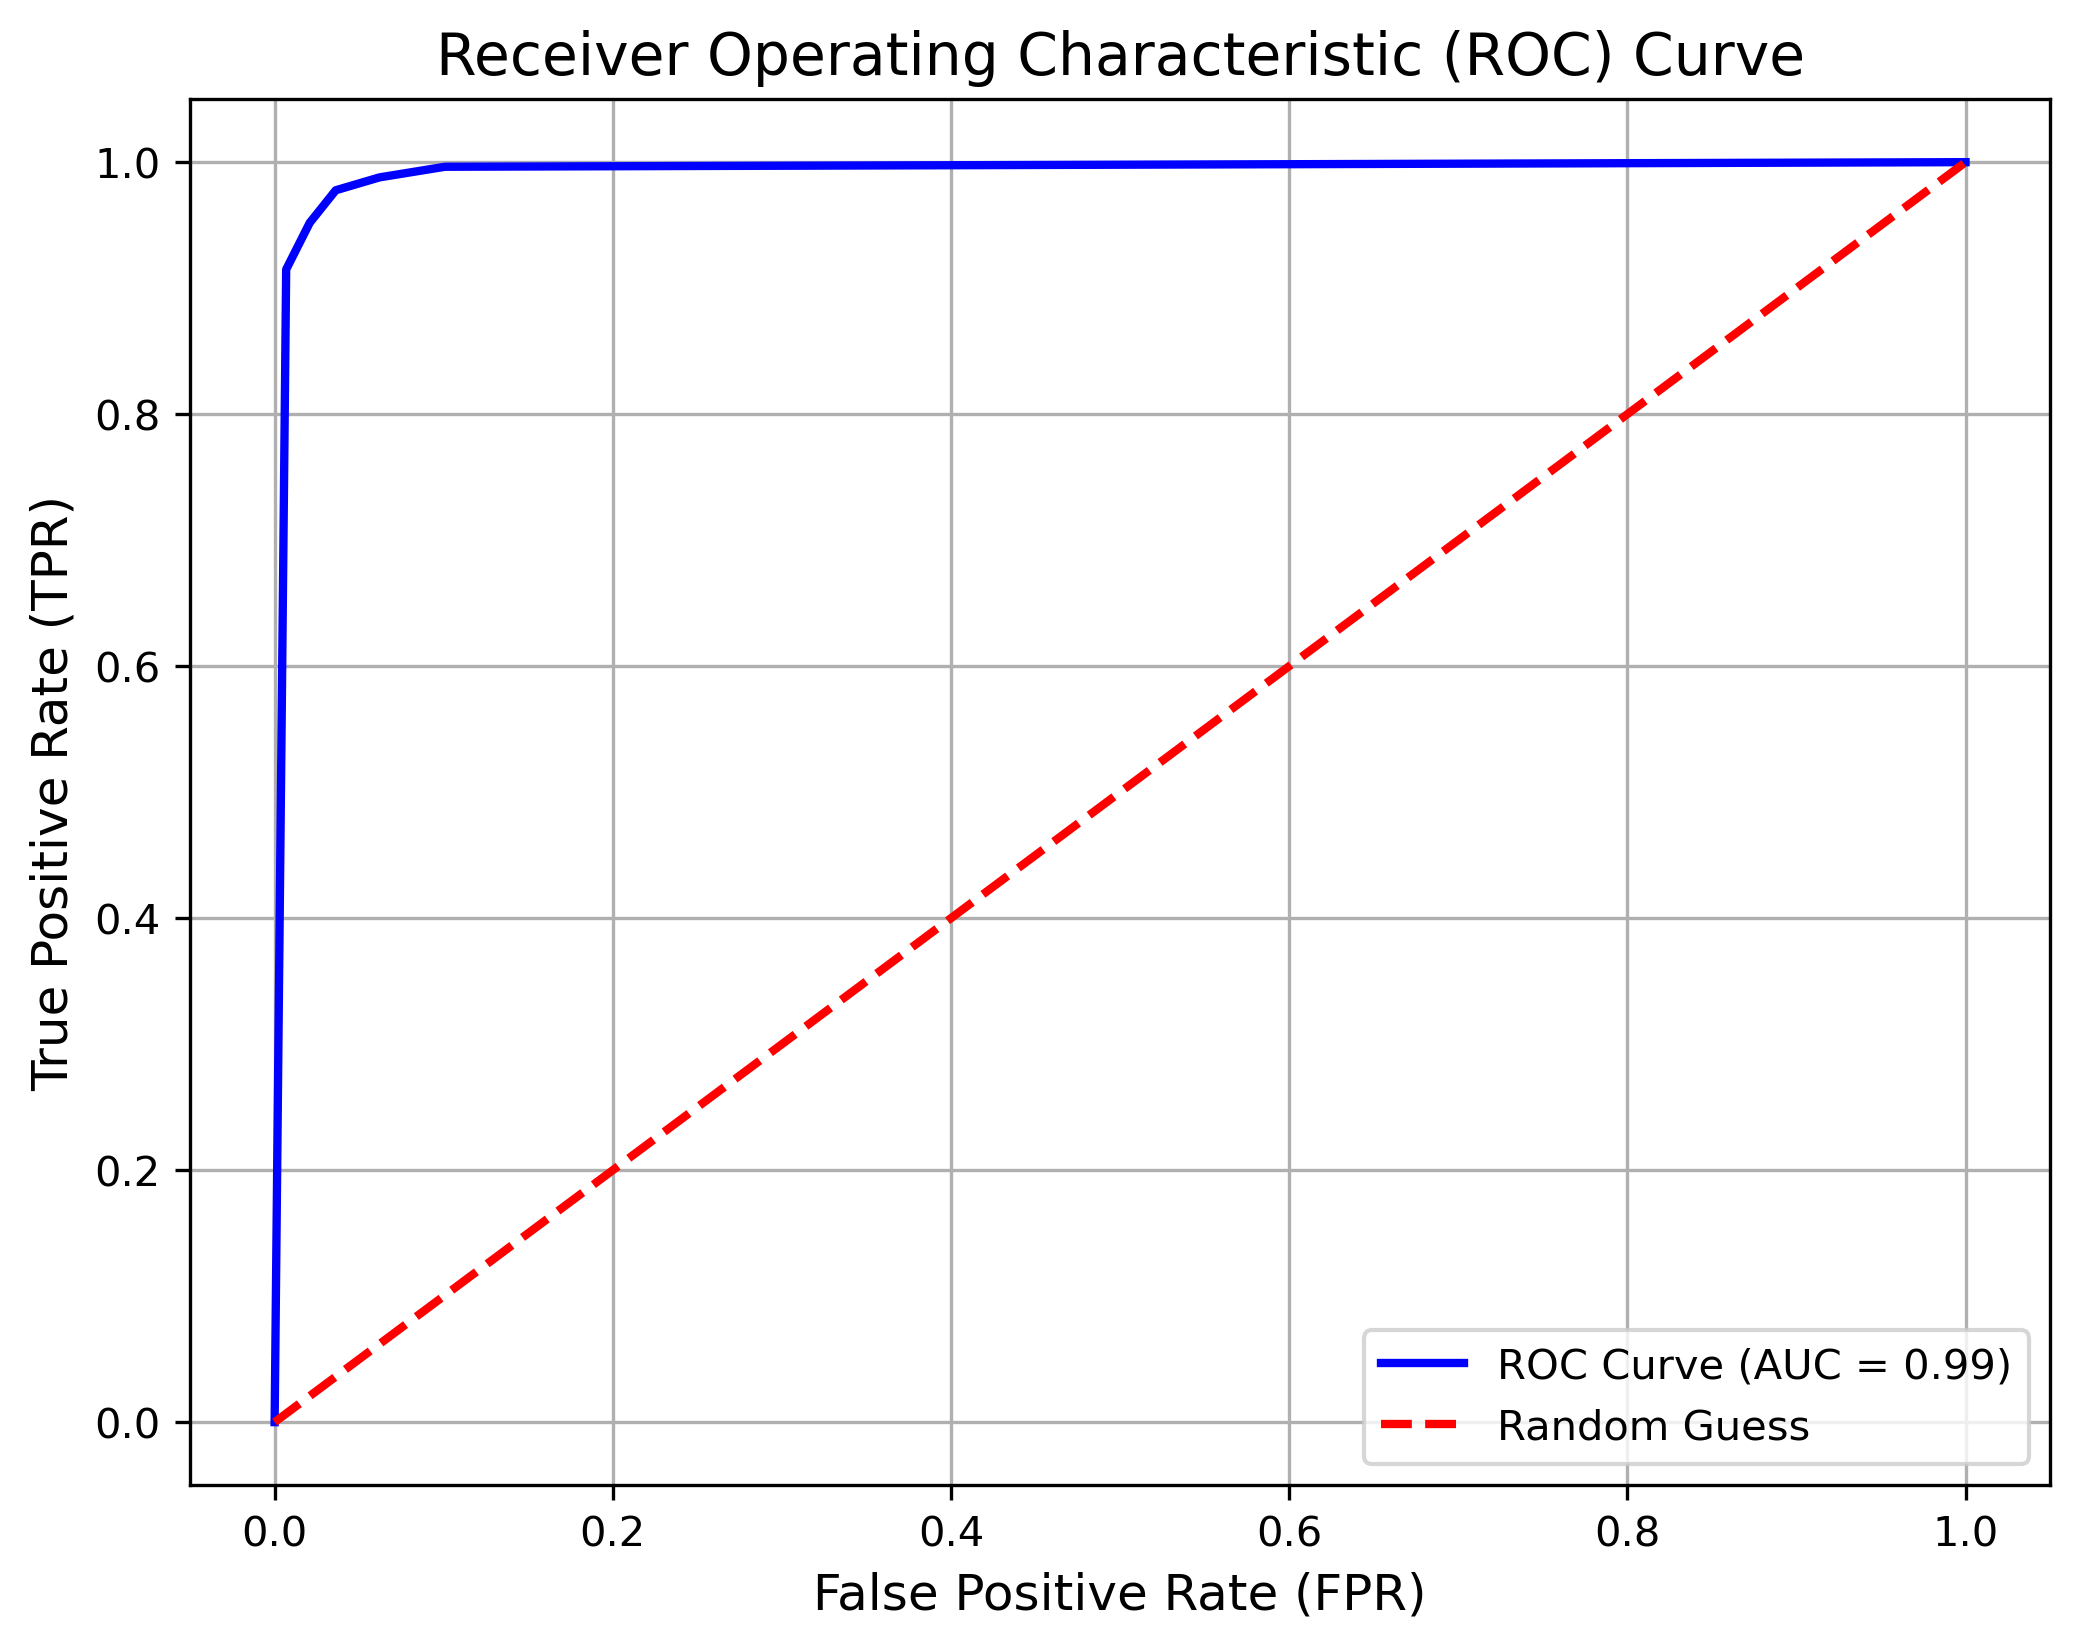 Receiver Operating Characteristic (ROC) Curve
True Positive Rate (TPR)
1.0
0.8
0.6
0.4
0.2
0.0
ROC Curve (AUC = 0.99)
Random Guess
0.0 0.2 0.4 0.6 0.8 1.0
False Positive Rate (FPR)